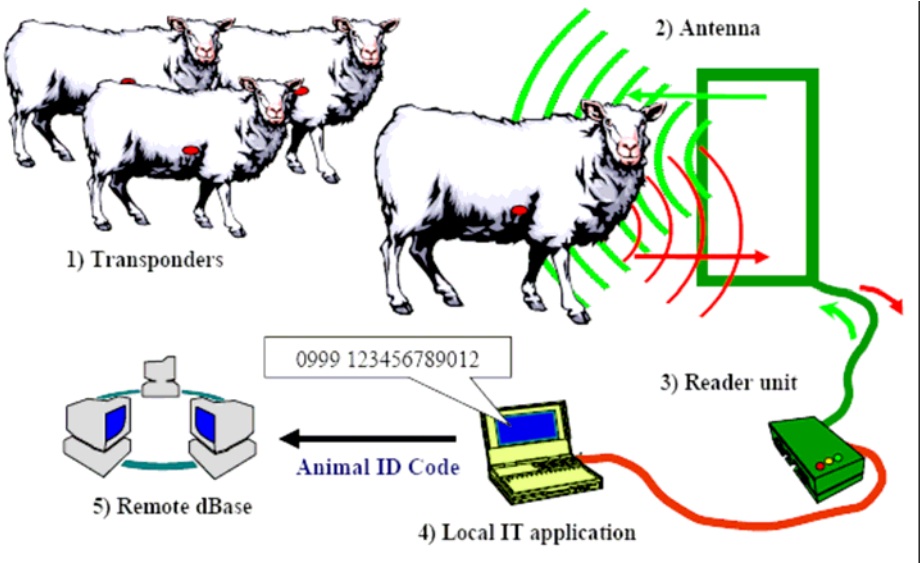 2) Antenna
1) Transponders
0999 123456789012
3) Reader unit
Animal ID Code
5) Remote dBase
4) Local IT application